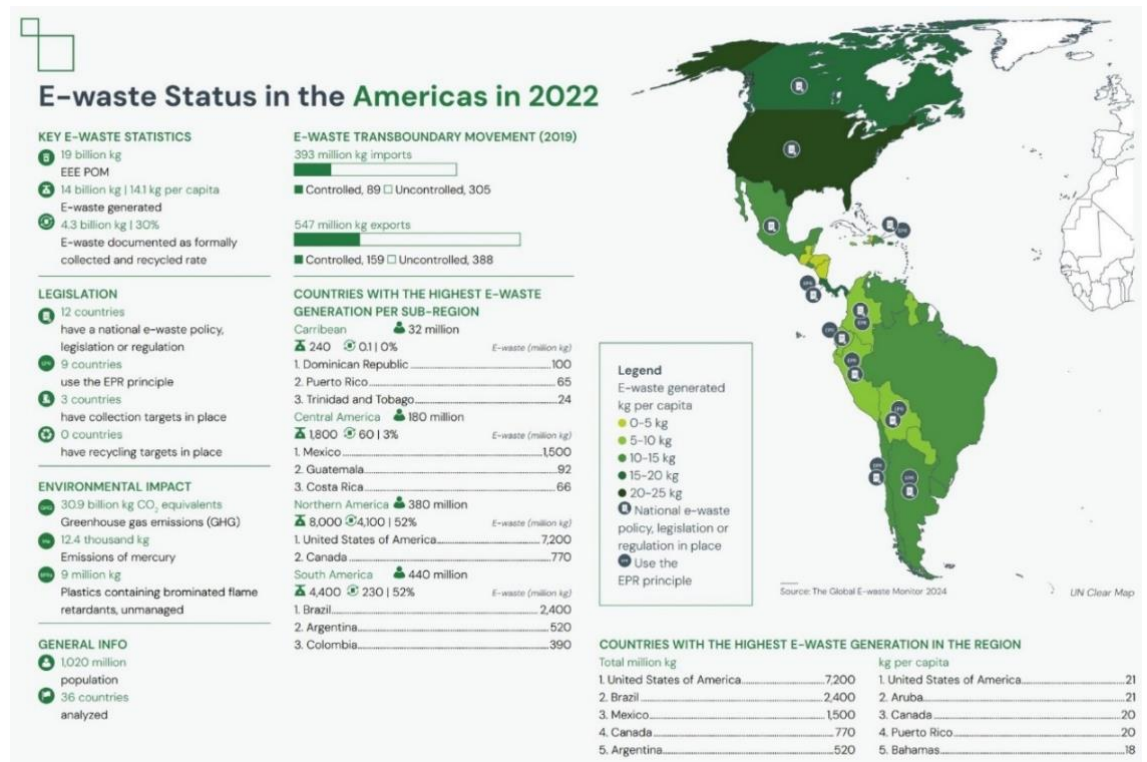 E-waste Status in the Americas in 2022
KEY E-WASTE STATISTICS
19 billion kg
EEE POM
14 billion kg | 14.1 kg per capita
E-waste generated
4.3 billion kg | 30%
E-waste documented as formally
collected and recycled rate
LEGISLATION
12 countries
have a national e-waste policy,
legislation or regulation
EPR
9 countries
use the EPR principle
3 countries
have collection targets in place
0 countries
have recycling targets in place
ENVIRONMENTAL IMPACT
GHG
30.9 billion kg CO₂ equivalents
Greenhouse gas emissions (GHG)
12.4 thousand kg
Emissions of mercury
9 million kg
Plastics containing brominated flame
retardants, unmanaged
GENERAL INFO
1,020 million
population
36 countries
analyzed
E-WASTE TRANSBOUNDARY MOVEMENT (2019)
393 million kg imports
Controlled, 89 Uncontrolled, 305
547 million kg exports
Controlled, 159 Uncontrolled, 388
COUNTRIES WITH THE HIGHEST E-WASTE
GENERATION PER SUB-REGION
Carribean 32 million
240 0.1 | 0% E-waste (million kg)
1. Dominican Republic 100
2. Puerto Rico 65
3. Trinidad and Tobago 24
Central America 180 million
1,800 60 | 3% E-waste (million kg)
1. Mexico 1,500
2. Guatemala 92
3. Costa Rica 66
Northern America 380 million
8,000 4,100 | 52% E-waste (million kg)
1. United States of America 7,200
2. Canada 770
South America 440 million
4,400 230 | 52% E-waste (million kg)
1. Brazil 2,400
2. Argentina 520
3. Colombia 390
Legend
E-waste generated
kg per capita
0-5 kg
5-10 kg
10-15 kg
15-20 kg
20-25 kg
National e-waste
policy, legislation or
regulation in place
Use the
EPR principle
Source: The Global E-waste Monitor 2024
UN Clear Map
COUNTRIES WITH THE HIGHEST E-WASTE GENERATION IN THE REGION
Total million kg
1. United States of America 7,200
2. Brazil 2,400
3. Mexico 1,500
4. Canada 770
5. Argentina 520
kg per capita
1. United States of America 21
2. Aruba 21
3. Canada 20
4. Puerto Rico 20
5. Bahamas 18